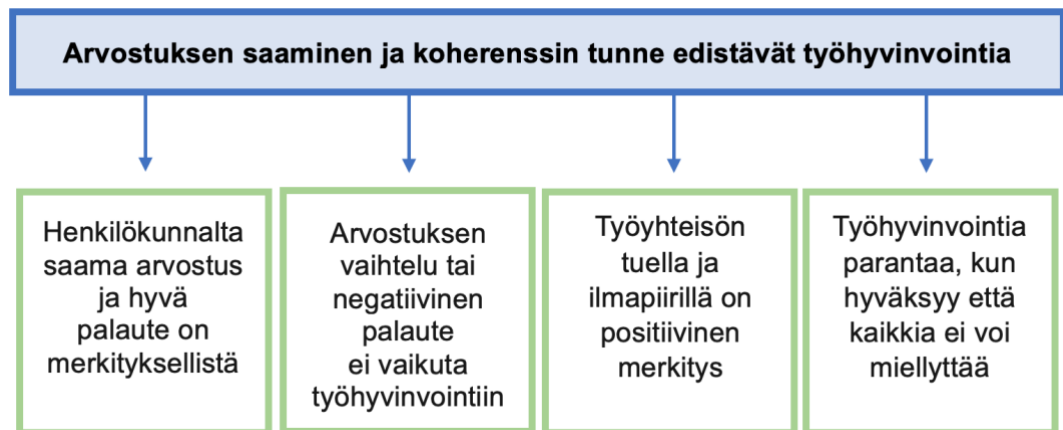 Arvostuksen saaminen ja koherenssin tunne edistävät työhyvinvointia
Henkilökunnalta
saama arvostus
ja hyvä
palaute on
merkityksellistä
Arvostuksen
vaihtelu tai
negatiivinen
palaute
ei vaikuta
työhyvinvointiin
Työyhteisön
tuella ja
ilmapiirillä on
positiivinen
merkitys
Työhyvinvointia
parantaa, kun
hyväksyy että
kaikkia ei voi
miellyttää